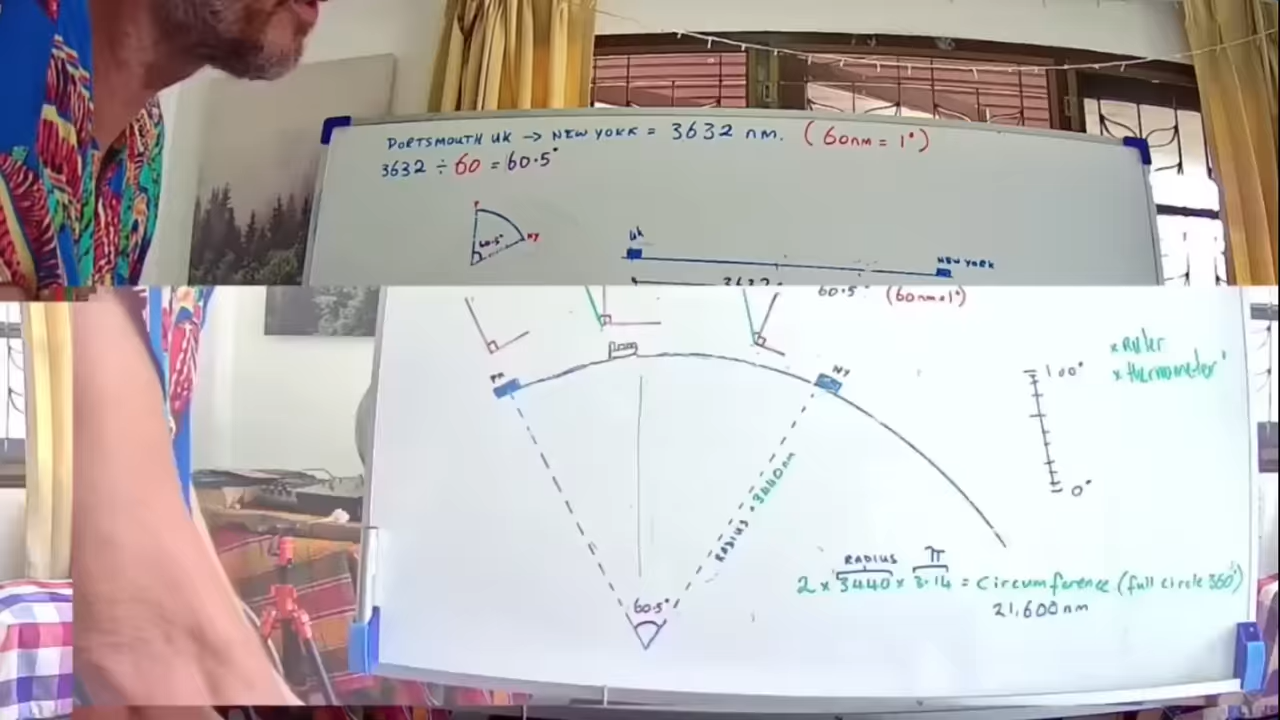 PORTSMOUTH UK → NEW YORK = 3632 nm. (60nm = 1°)
3632 ÷ 60 = 60.5°
P
60.5°
NY
UK
NEW YORK
3632
60.5° (60nm=1°)
PM
NY
RADIUS = 3440nm
60.5°
100°
0°
x Ruler
x thermometer
RADIUS π
2 x 3440 x 3.14 = Circumference (full circle 360°)
21,600nm